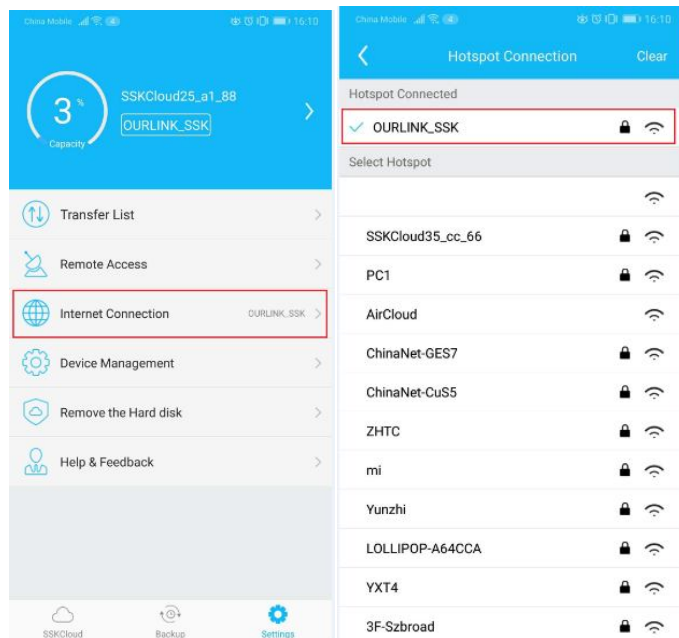 China Mobile 16:10
3 %
Capacity
SSKCloud25_a1_88
OURLINK_SSK
Transfer List
Remote Access
Internet Connection OURLINK_SSK
Device Management
Remove the Hard disk
Help & Feedback
SSKCloud Backup Settings
China Mobile 16:10
Hotspot Connection Clear
Hotspot Connected
OURLINK_SSK
Select Hotspot
SSKCloud35_cc_66
PC1
AirCloud
ChinaNet-GES7
ChinaNet-CuS5
ZHTC
mi
Yunzhi
LOLLIPOP-A64CCA
YXT4
3F-Szbroad